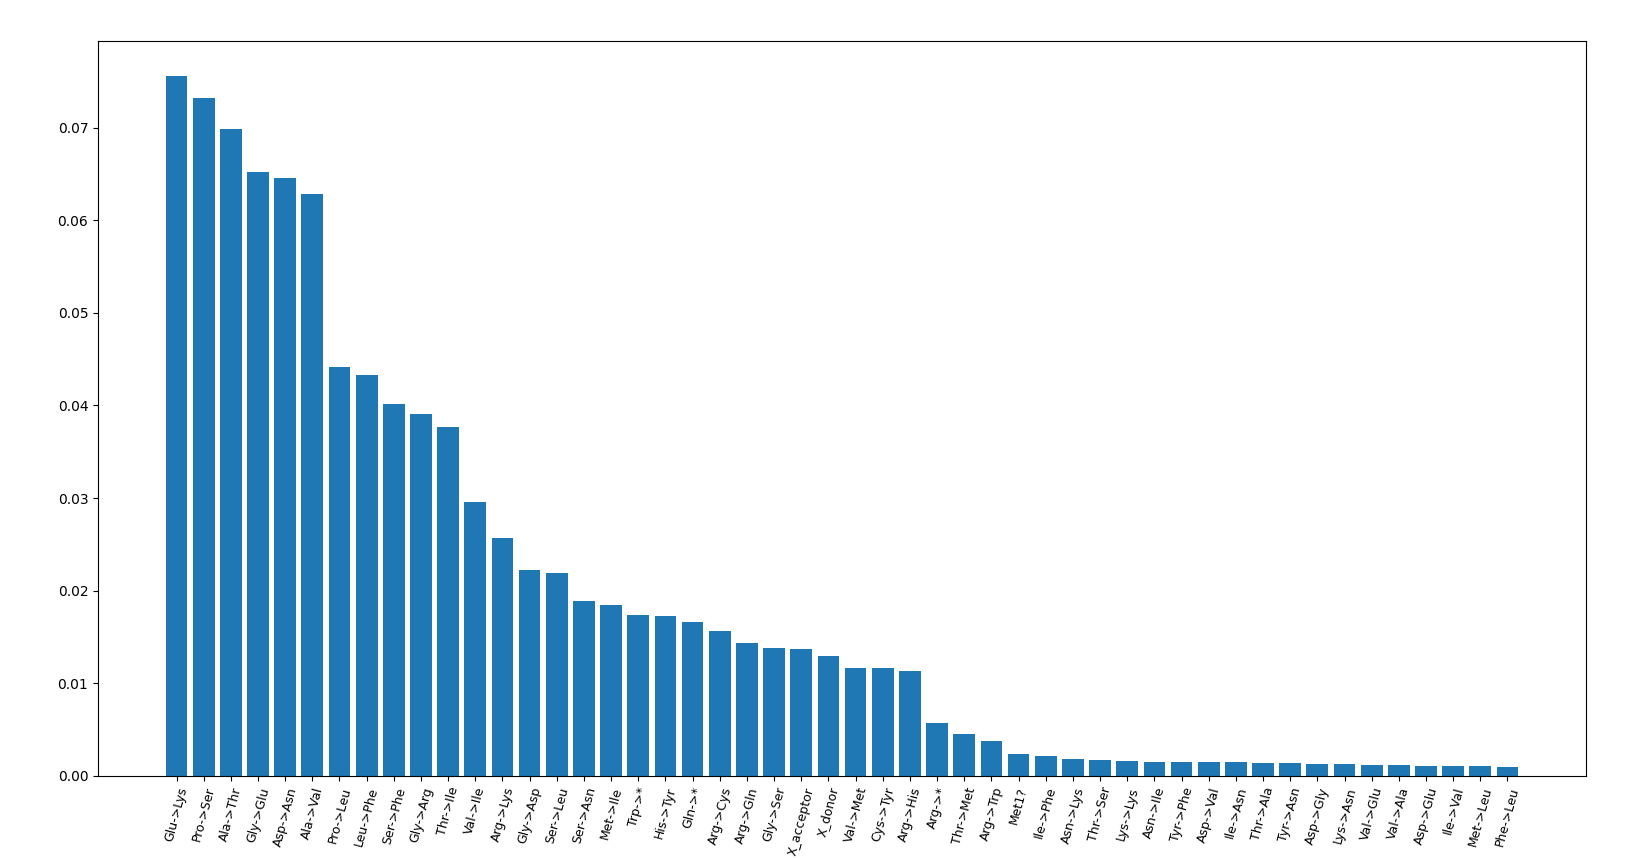 0.07
0.06
0.05
0.04
0.03
0.02
0.01
0.00
Glu->Lys
Pro->Ser
Ala->Thr
Gly->Glu
Asp->Asn
Ala->Val
Pro->Leu
Leu->Phe
Ser->Phe
Gly->Arg
Thr->Ile
Val->Ile
Arg->Lys
Gly->Asp
Ser->Leu
Ser->Asn
Met->Ile
Trp->*
His->Tyr
Gln->*
Arg->Cys
Arg->Gln
Gly->Ser
X_acceptor
X_donor
Val->Met
Cys->Tyr
Arg->His
Arg->*
Thr->Met
Arg->Trp
Met1?
Ile->Phe
Asn->Lys
Thr->Ser
Lys->Lys
Asn->Ile
Tyr->Phe
Asp->Val
Ile->Asn
Thr->Ala
Tyr->Asn
Asp->Gly
Lys->Asn
Val->Glu
Val->Ala
Asp->Glu
Ile->Val
Met->Leu
Phe->Leu